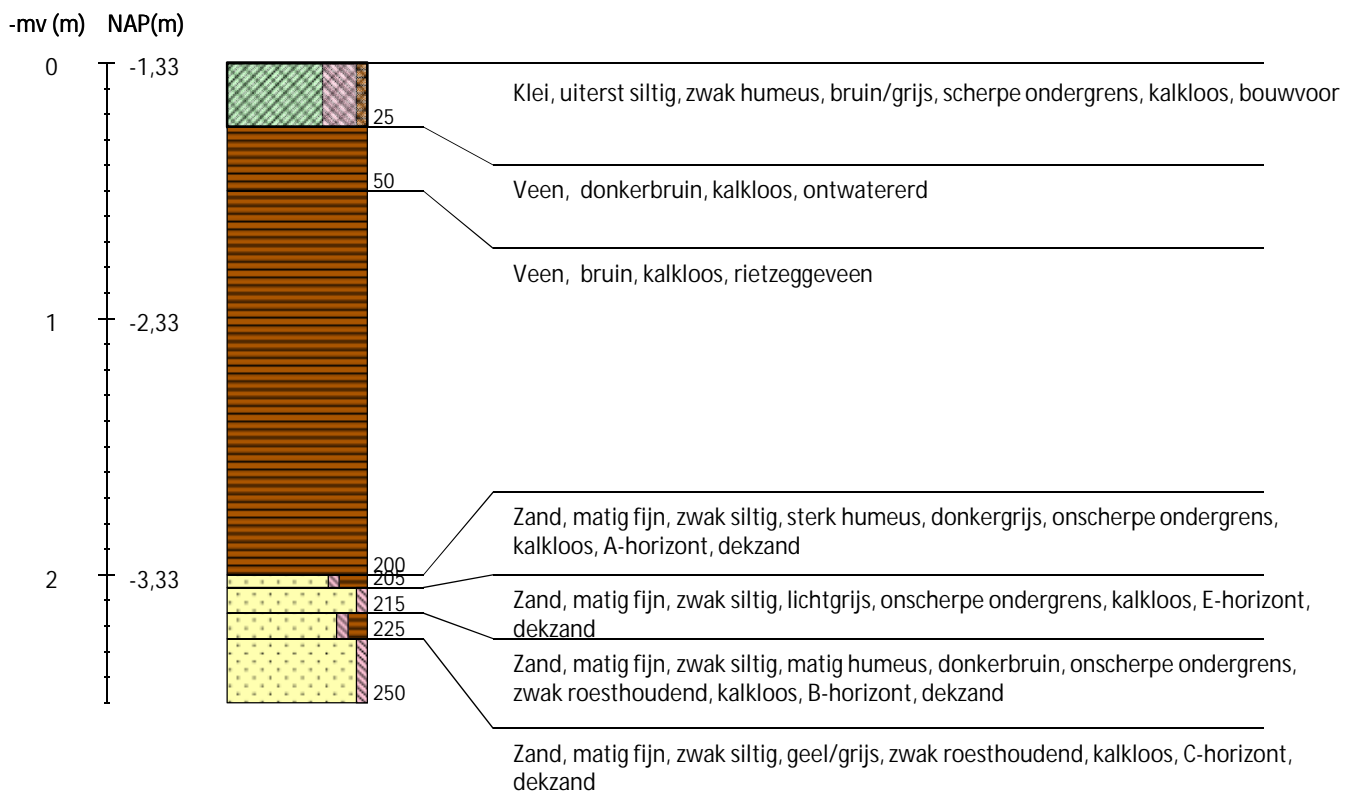 -mv (m) NAP(m)
0 -1,33
Klei, uiterst siltig, zwak humeus, bruin/grijs, scherpe ondergrens, kalkloos, bouwvoor
25
Veen, donkerbruin, kalkloos, ontwatererd
50
Veen, bruin, kalkloos, rietzeggeveen
1 -2,33
Zand, matig fijn, zwak siltig, sterk humeus, donkergrijs, onscherpe ondergrens,
kalkloos, A-horizont, dekzand
200
2 -3,33
205
Zand, matig fijn, zwak siltig, lichtgrijs, onscherpe ondergrens, kalkloos, E-horizont,
dekzand
215
225
Zand, matig fijn, zwak siltig, matig humeus, donkerbruin, onscherpe ondergrens,
zwak roesthoudend, kalkloos, B-horizont, dekzand
250
Zand, matig fijn, zwak siltig, geel/grijs, zwak roesthoudend, kalkloos, C-horizont,
dekzand